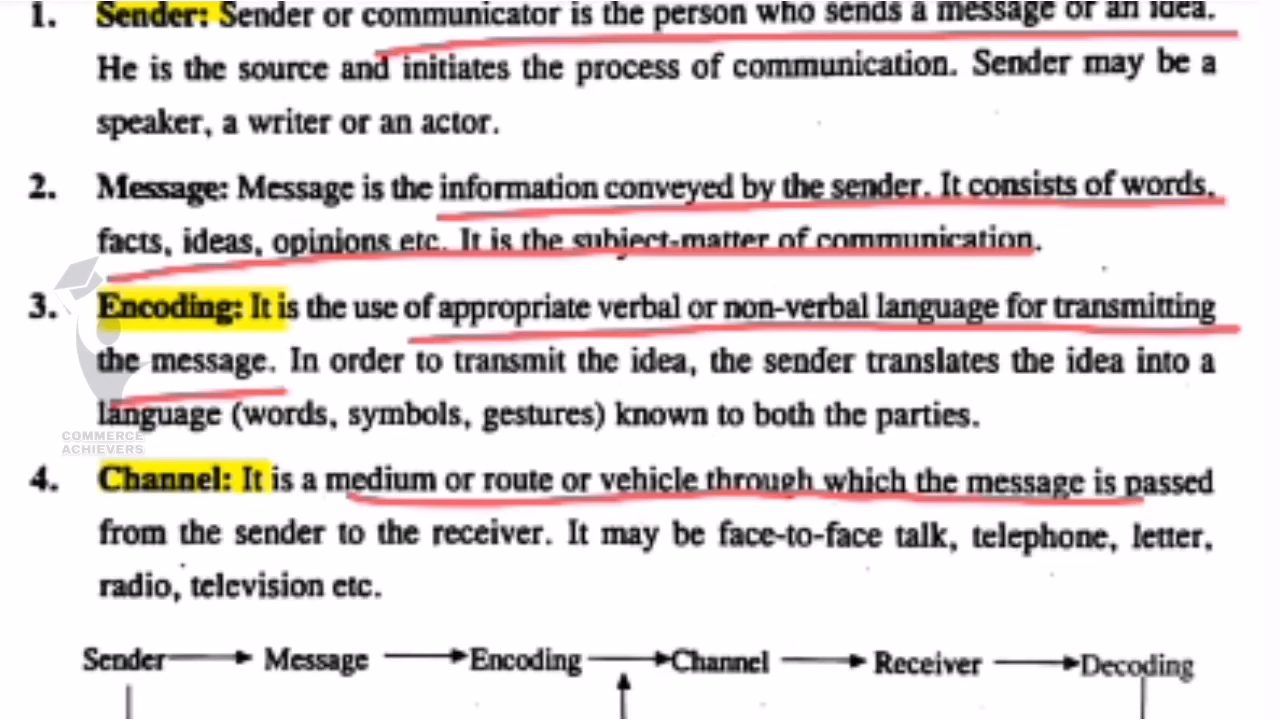 1. Sender: Sender or communicator is the person who sends a message or an idea.
He is the source and initiates the process of communication. Sender may be a
speaker, a writer or an actor.
2. Message: Message is the information conveyed by the sender. It consists of words,
facts, ideas, opinions etc. It is the subject-matter of communication.
3. Encoding: It is the use of appropriate verbal or non-verbal language for transmitting
the message. In order to transmit the idea, the sender translates the idea into a
language (words, symbols, gestures) known to both the parties.
COMMERCE
ACHIEVERS
4. Channel: It is a medium or route or vehicle through which the message is passed
from the sender to the receiver. It may be face-to-face talk, telephone, letter,
radio, television etc.
Sender Message Encoding Channel Receiver Decoding